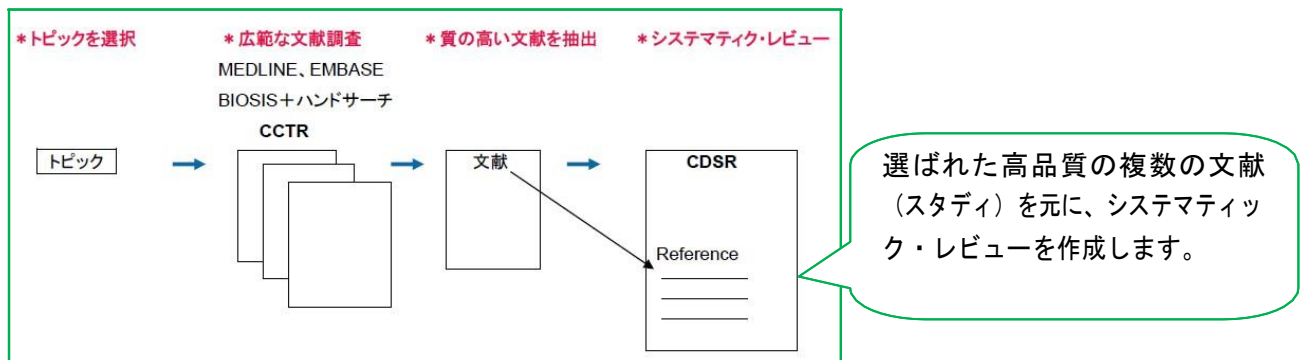 *トピックを選択
*広範な文献調査
*質の高い文献を抽出
*システマティク・レビュー
MEDLINE、EMBASE
BIOSIS+ハンドサーチ
CCTR
トピック
文献
CDSR
Reference
選ばれた高品質の複数の文献
(スタディ)を元に、システマティッ
ク・レビューを作成します。